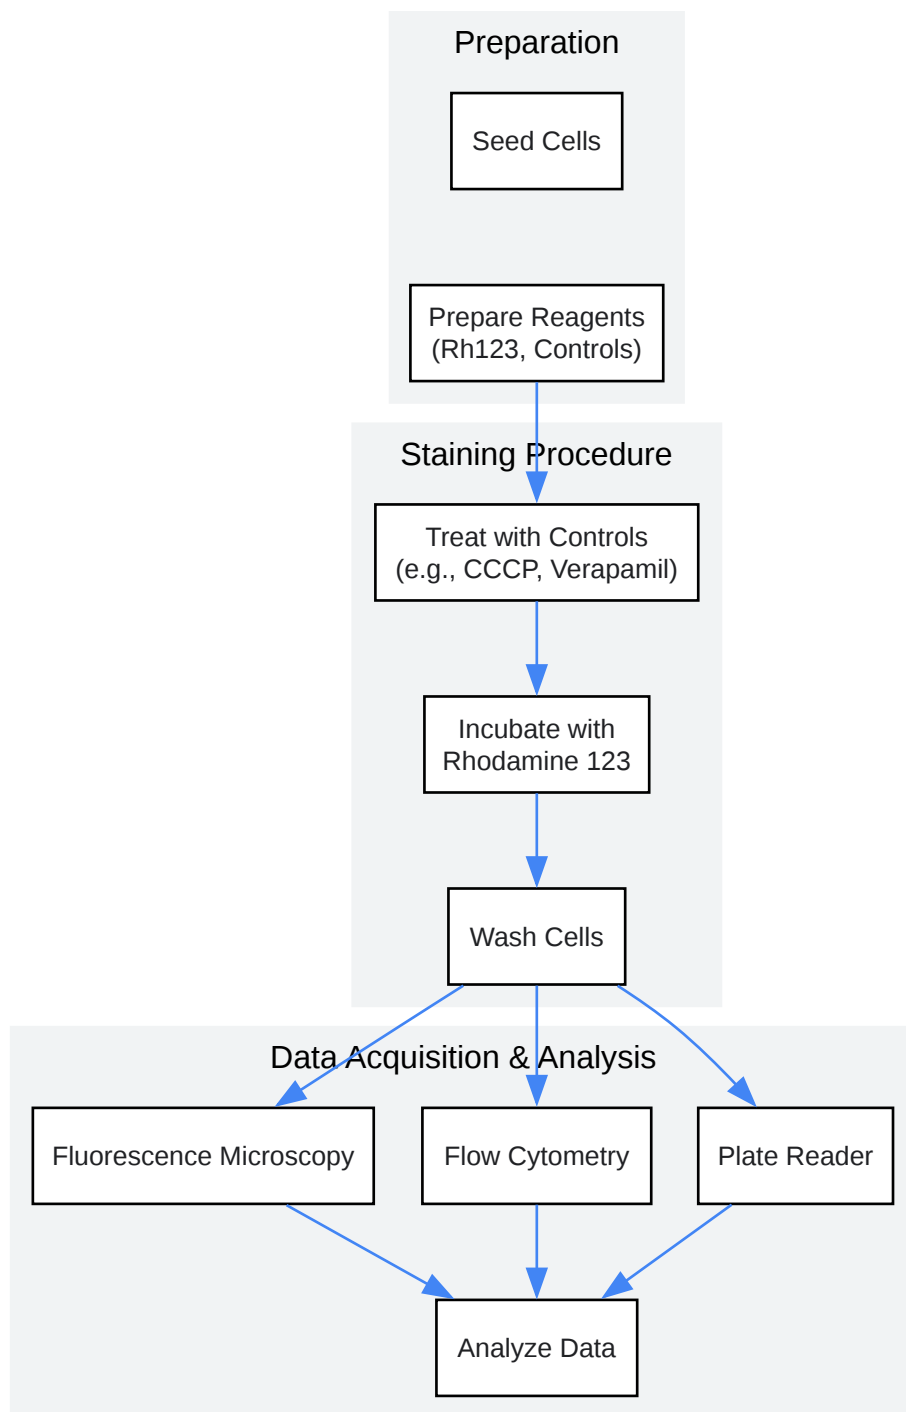 Preparation
Seed Cells
Prepare Reagents
(Rh123, Controls)
Staining Procedure
Treat with Controls
(e.g., CCCP, Verapamil)
Incubate with
Rhodamine 123
Wash Cells
Data Acquisition & Analysis
Fluorescence Microscopy
Flow Cytometry
Plate Reader
Analyze Data